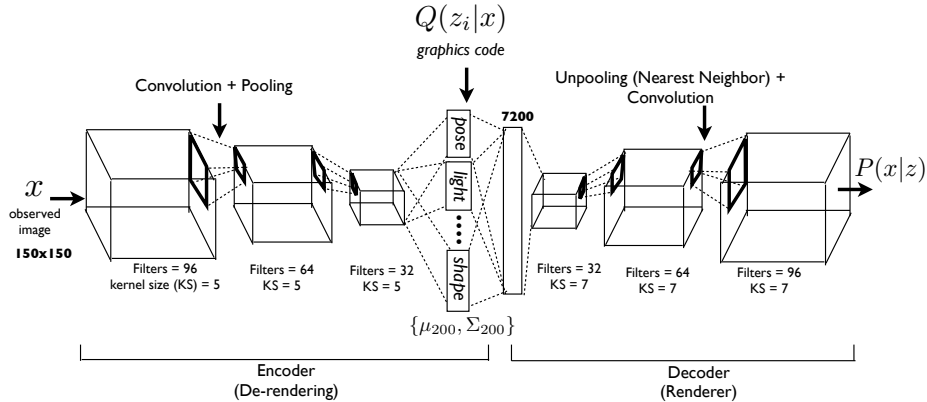 Q(z_i|x)
graphics code
Convolution + Pooling
Unpooling (Nearest Neighbor) +
Convolution
pose
light
shape
7200
x
observed
image
150x150
P(x|z)
Filters = 96
kernel size (KS) = 5
Filters = 64
KS = 5
Filters = 32
KS = 5
{μ_200, Σ_200}
Filters = 32
KS = 7
Filters = 64
KS = 7
Filters = 96
KS = 7
Encoder
(De-rendering)
Decoder
(Renderer)